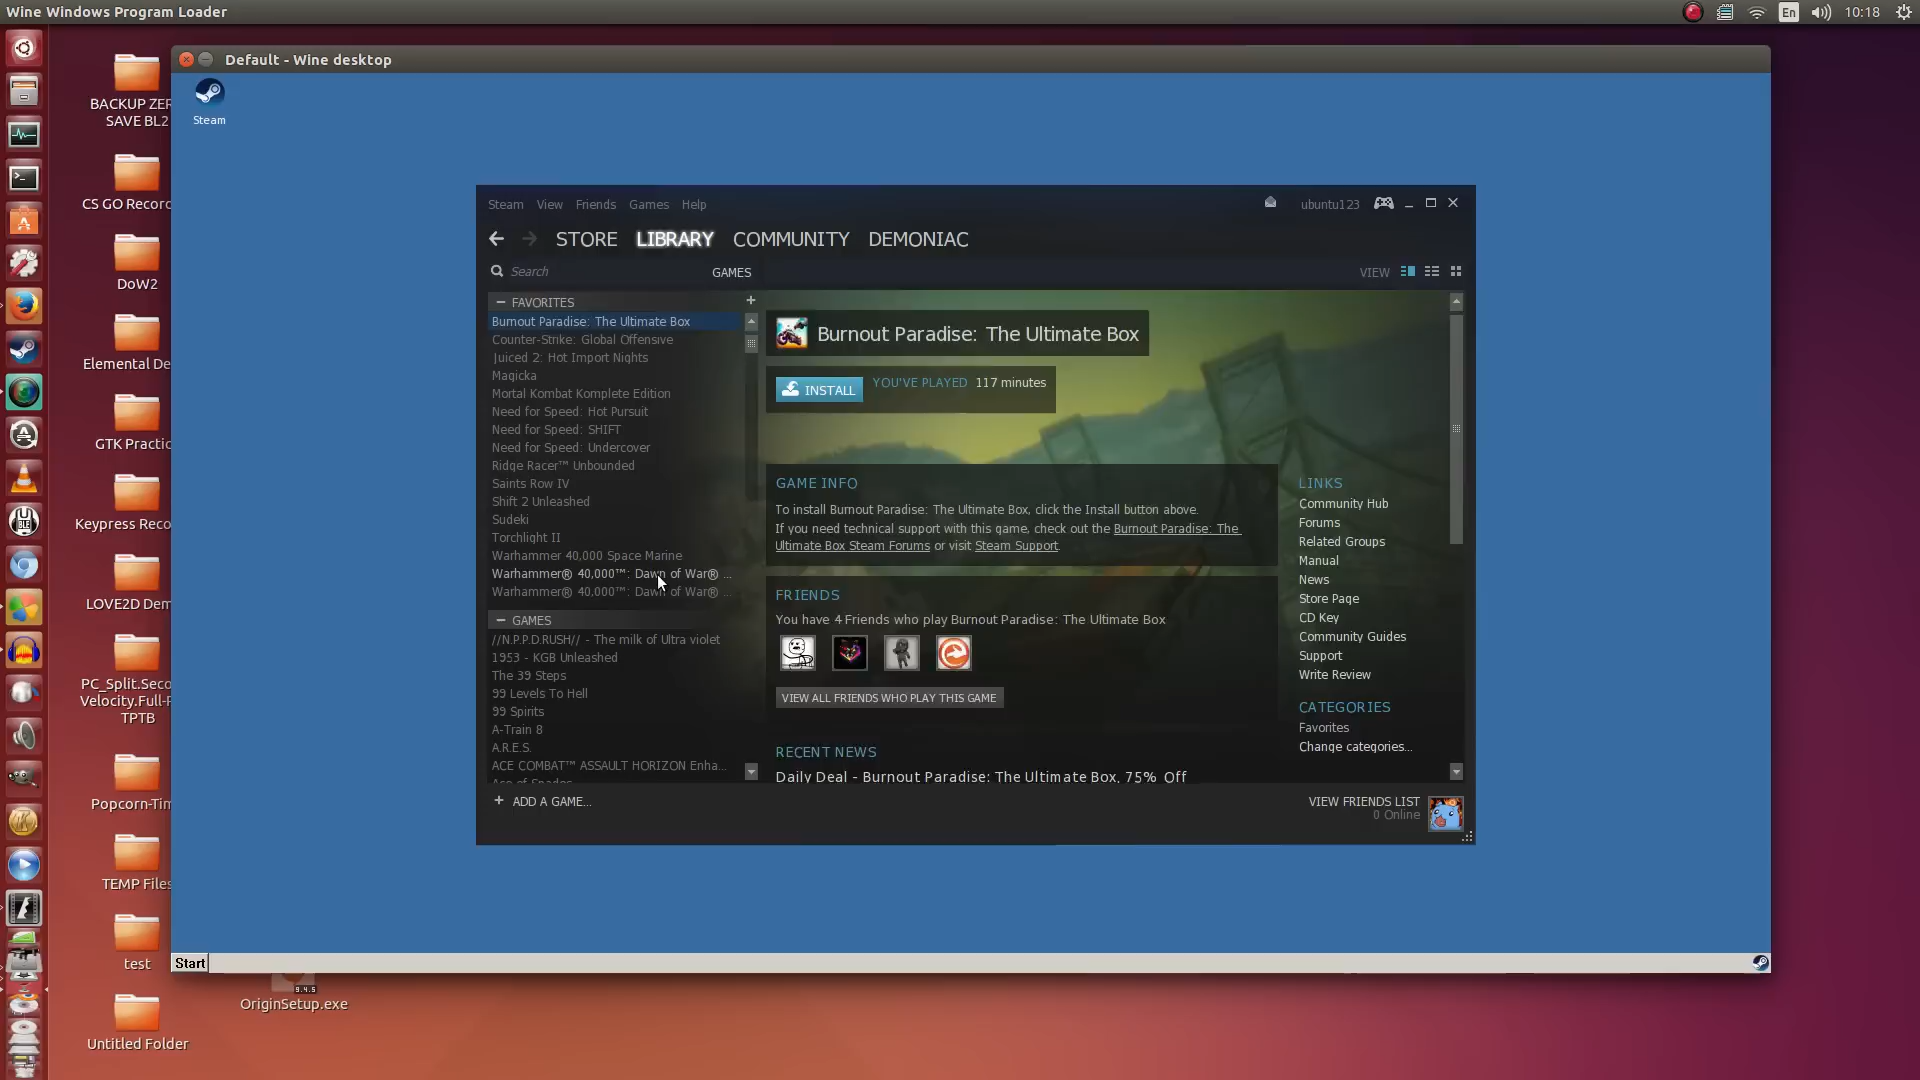 Wine Windows Program Loader
En
10:18
Default - Wine desktop
Steam
BACKUP ZER
SAVE BL2
CS GO Recor
DoW2
Elemental De
GTK Practic
Keypress Reco
LOVE2D Dem
PC_Split.Seco
Velocity.Full-
TPTB
Popcorn-Tim
TEMP Files
test
Untitled Folder
9.4.5
OriginSetup.exe
Steam View Friends Games Help
ubuntu123
STORE LIBRARY COMMUNITY DEMONIAC
Search
GAMES
VIEW
FAVORITES
Burnout Paradise: The Ultimate Box
Counter-Strike: Global Offensive
Juiced 2: Hot Import Nights
Magicka
Mortal Kombat Komplete Edition
Need for Speed: Hot Pursuit
Need for Speed: SHIFT
Need for Speed: Undercover
Ridge Racer™ Unbounded
Saints Row IV
Shift 2 Unleashed
Sudeki
Torchlight II
Warhammer 40,000 Space Marine
Warhammer® 40,000™: Dawn of War® ...
Warhammer® 40,000™: Dawn of War® ...
GAMES
//N.P.P.D.RUSH// - The milk of Ultra violet
1953 - KGB Unleashed
The 39 Steps
99 Levels To Hell
99 Spirits
A-Train 8
A.R.E.S.
ACE COMBAT™ ASSAULT HORIZON Enha...
Ace of Spades
+ ADD A GAME...
Burnout Paradise: The Ultimate Box
INSTALL
YOU'VE PLAYED 117 minutes
GAME INFO
To install Burnout Paradise: The Ultimate Box, click the Install button above.
If you need technical support with this game, check out the Burnout Paradise: The
Ultimate Box Steam Forums or visit Steam Support.
FRIENDS
You have 4 Friends who play Burnout Paradise: The Ultimate Box
VIEW ALL FRIENDS WHO PLAY THIS GAME
RECENT NEWS
Daily Deal - Burnout Paradise: The Ultimate Box, 75% Off
LINKS
Community Hub
Forums
Related Groups
Manual
News
Store Page
CD Key
Community Guides
Support
Write Review
CATEGORIES
Favorites
Change categories...
VIEW FRIENDS LIST
0 Online
Start